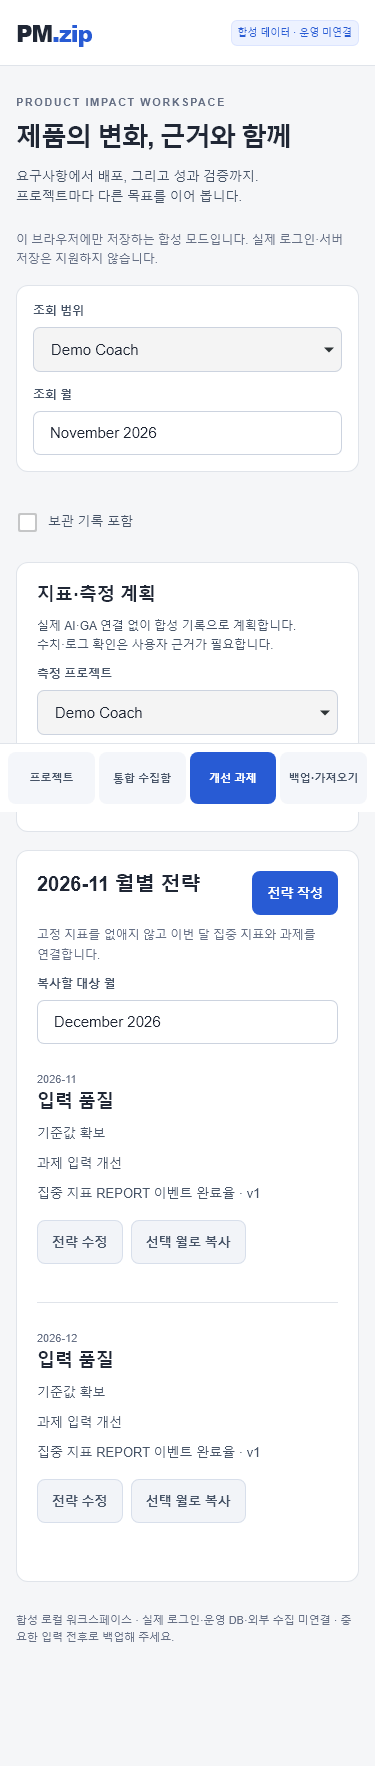 PM.zip
합성 데이터 · 운영 미연결
PRODUCT IMPACT WORKSPACE
제품의 변화, 근거와 함께
요구사항에서 배포, 그리고 성과 검증까지.
프로젝트마다 다른 목표를 이어 봅니다.
이 브라우저에만 저장하는 합성 모드입니다. 실제 로그인·서버
저장은 지원하지 않습니다.
조회 범위
Demo Coach
조회 월
November 2026
보관 기록 포함
지표·측정 계획
실제 AI·GA 연결 없이 합성 기록으로 계획합니다.
수치·로그 확인은 사용자 근거가 필요합니다.
측정 프로젝트
Demo Coach
프로젝트
통합 수집함
개선 과제
백업·가져오기
2026-11 월별 전략
전략 작성
고정 지표를 없애지 않고 이번 달 집중 지표와 과제를
연결합니다.
복사할 대상 월
December 2026
2026-11
입력 품질
기준값 확보
과제 입력 개선
집중 지표 REPORT 이벤트 완료율 · v1
전략 수정
선택 월로 복사
2026-12
입력 품질
기준값 확보
과제 입력 개선
집중 지표 REPORT 이벤트 완료율 · v1
전략 수정
선택 월로 복사
합성 로컬 워크스페이스 · 실제 로그인·운영 DB·외부 수집 미연결 · 중
요한 입력 전후로 백업해 주세요.